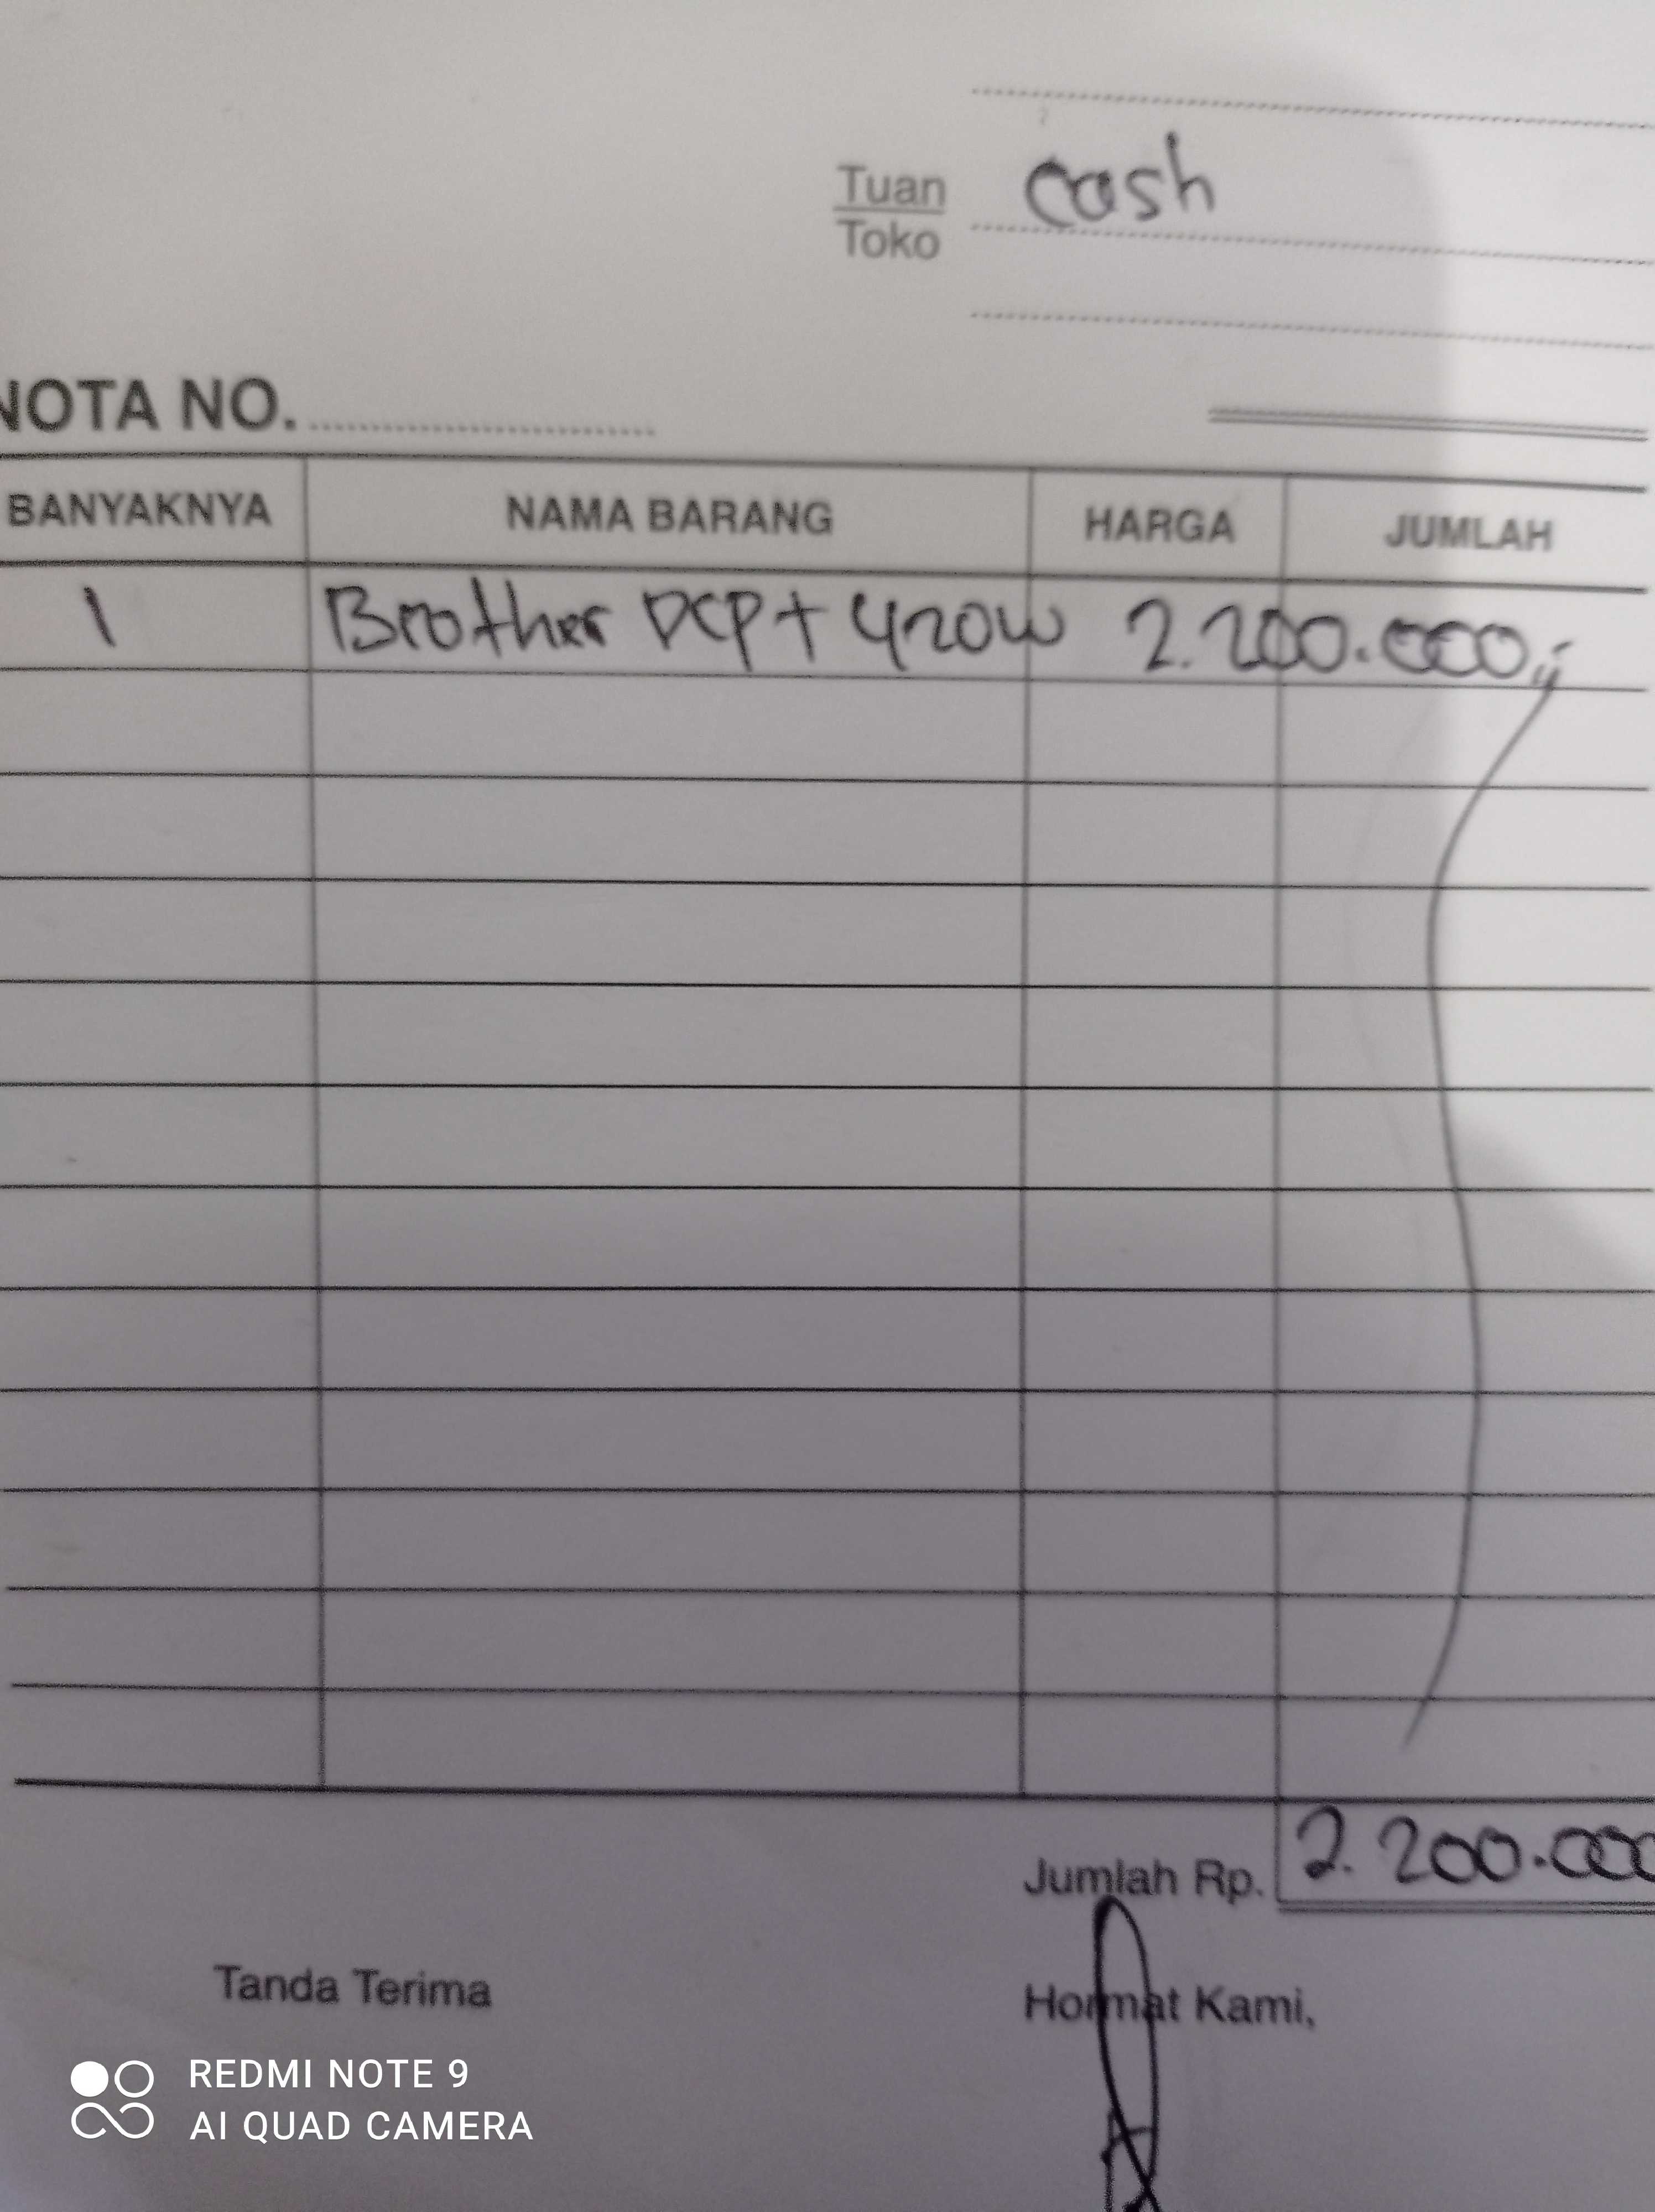 Tuan cash
Toko
NOTA NO.
BANYAKNYA NAMA BARANG HARGA JUMLAH
1 Brother DCP T 420W 2.200.000,-
Jumlah Rp. 2.200.000
Tanda Terima Hormat Kami,
REDMI NOTE 9
AI QUAD CAMERA